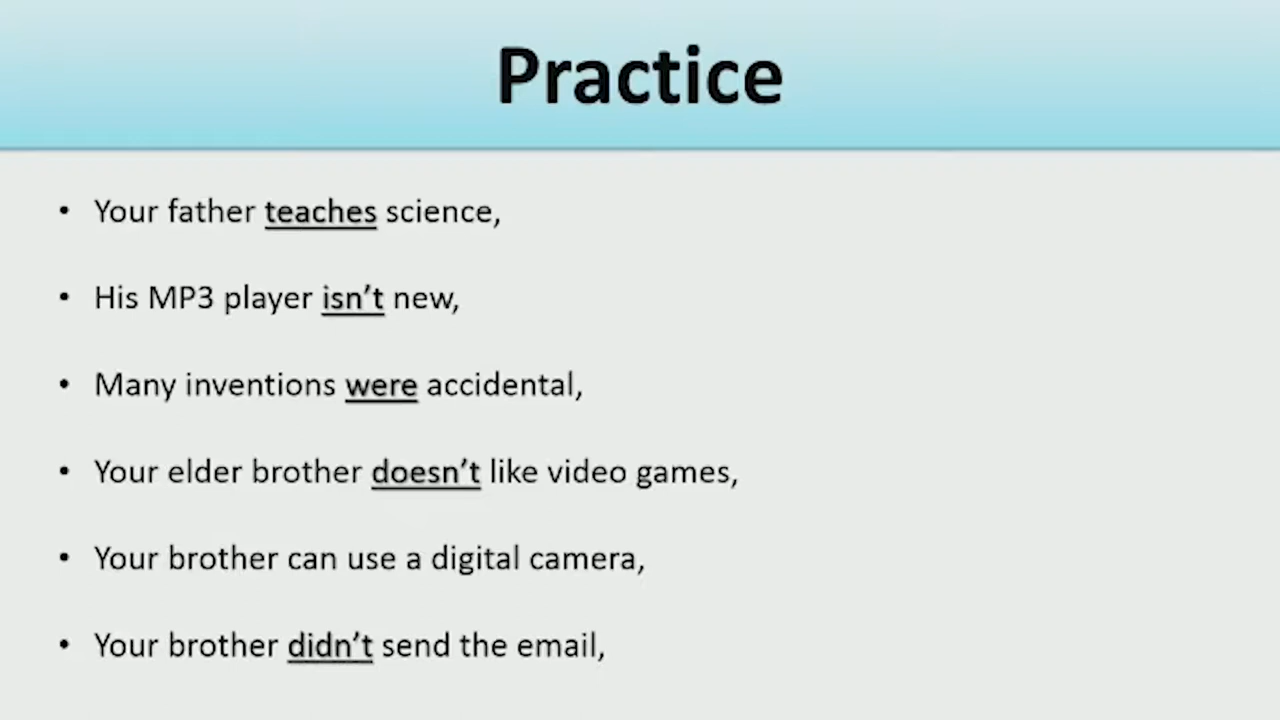 Practice
• Your father teaches science,
• His MP3 player isn’t new,
• Many inventions were accidental,
• Your elder brother doesn’t like video games,
• Your brother can use a digital camera,
• Your brother didn’t send the email,